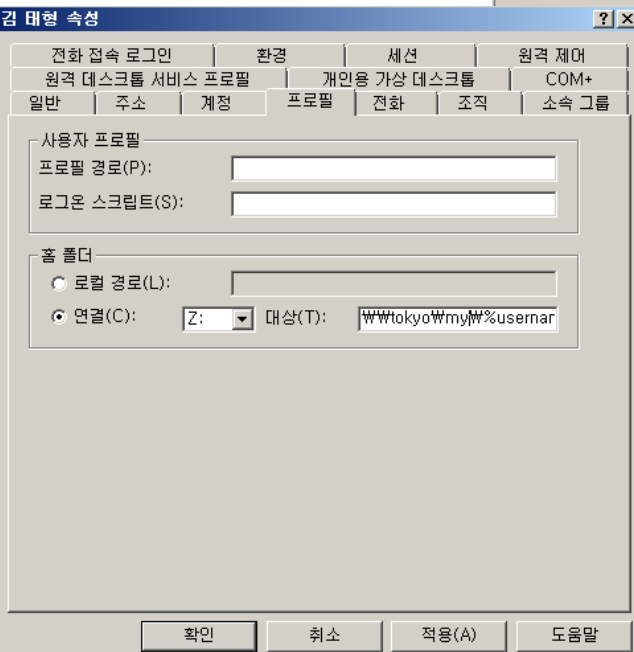 김 태형 속성
전화 접속 로그인 환경 세션 원격 제어
원격 데스크톱 서비스 프로필 개인용 가상 데스크톱 COM+
일반 주소 계정 프로필 전화 조직 소속 그룹
사용자 프로필
프로필 경로(P):
로그온 스크립트(S):
홈 폴더
로컬 경로(L):
연결(C): Z: 대상(T): ₩₩tokyo₩my₩%usernar
확인 취소 적용(A) 도움말